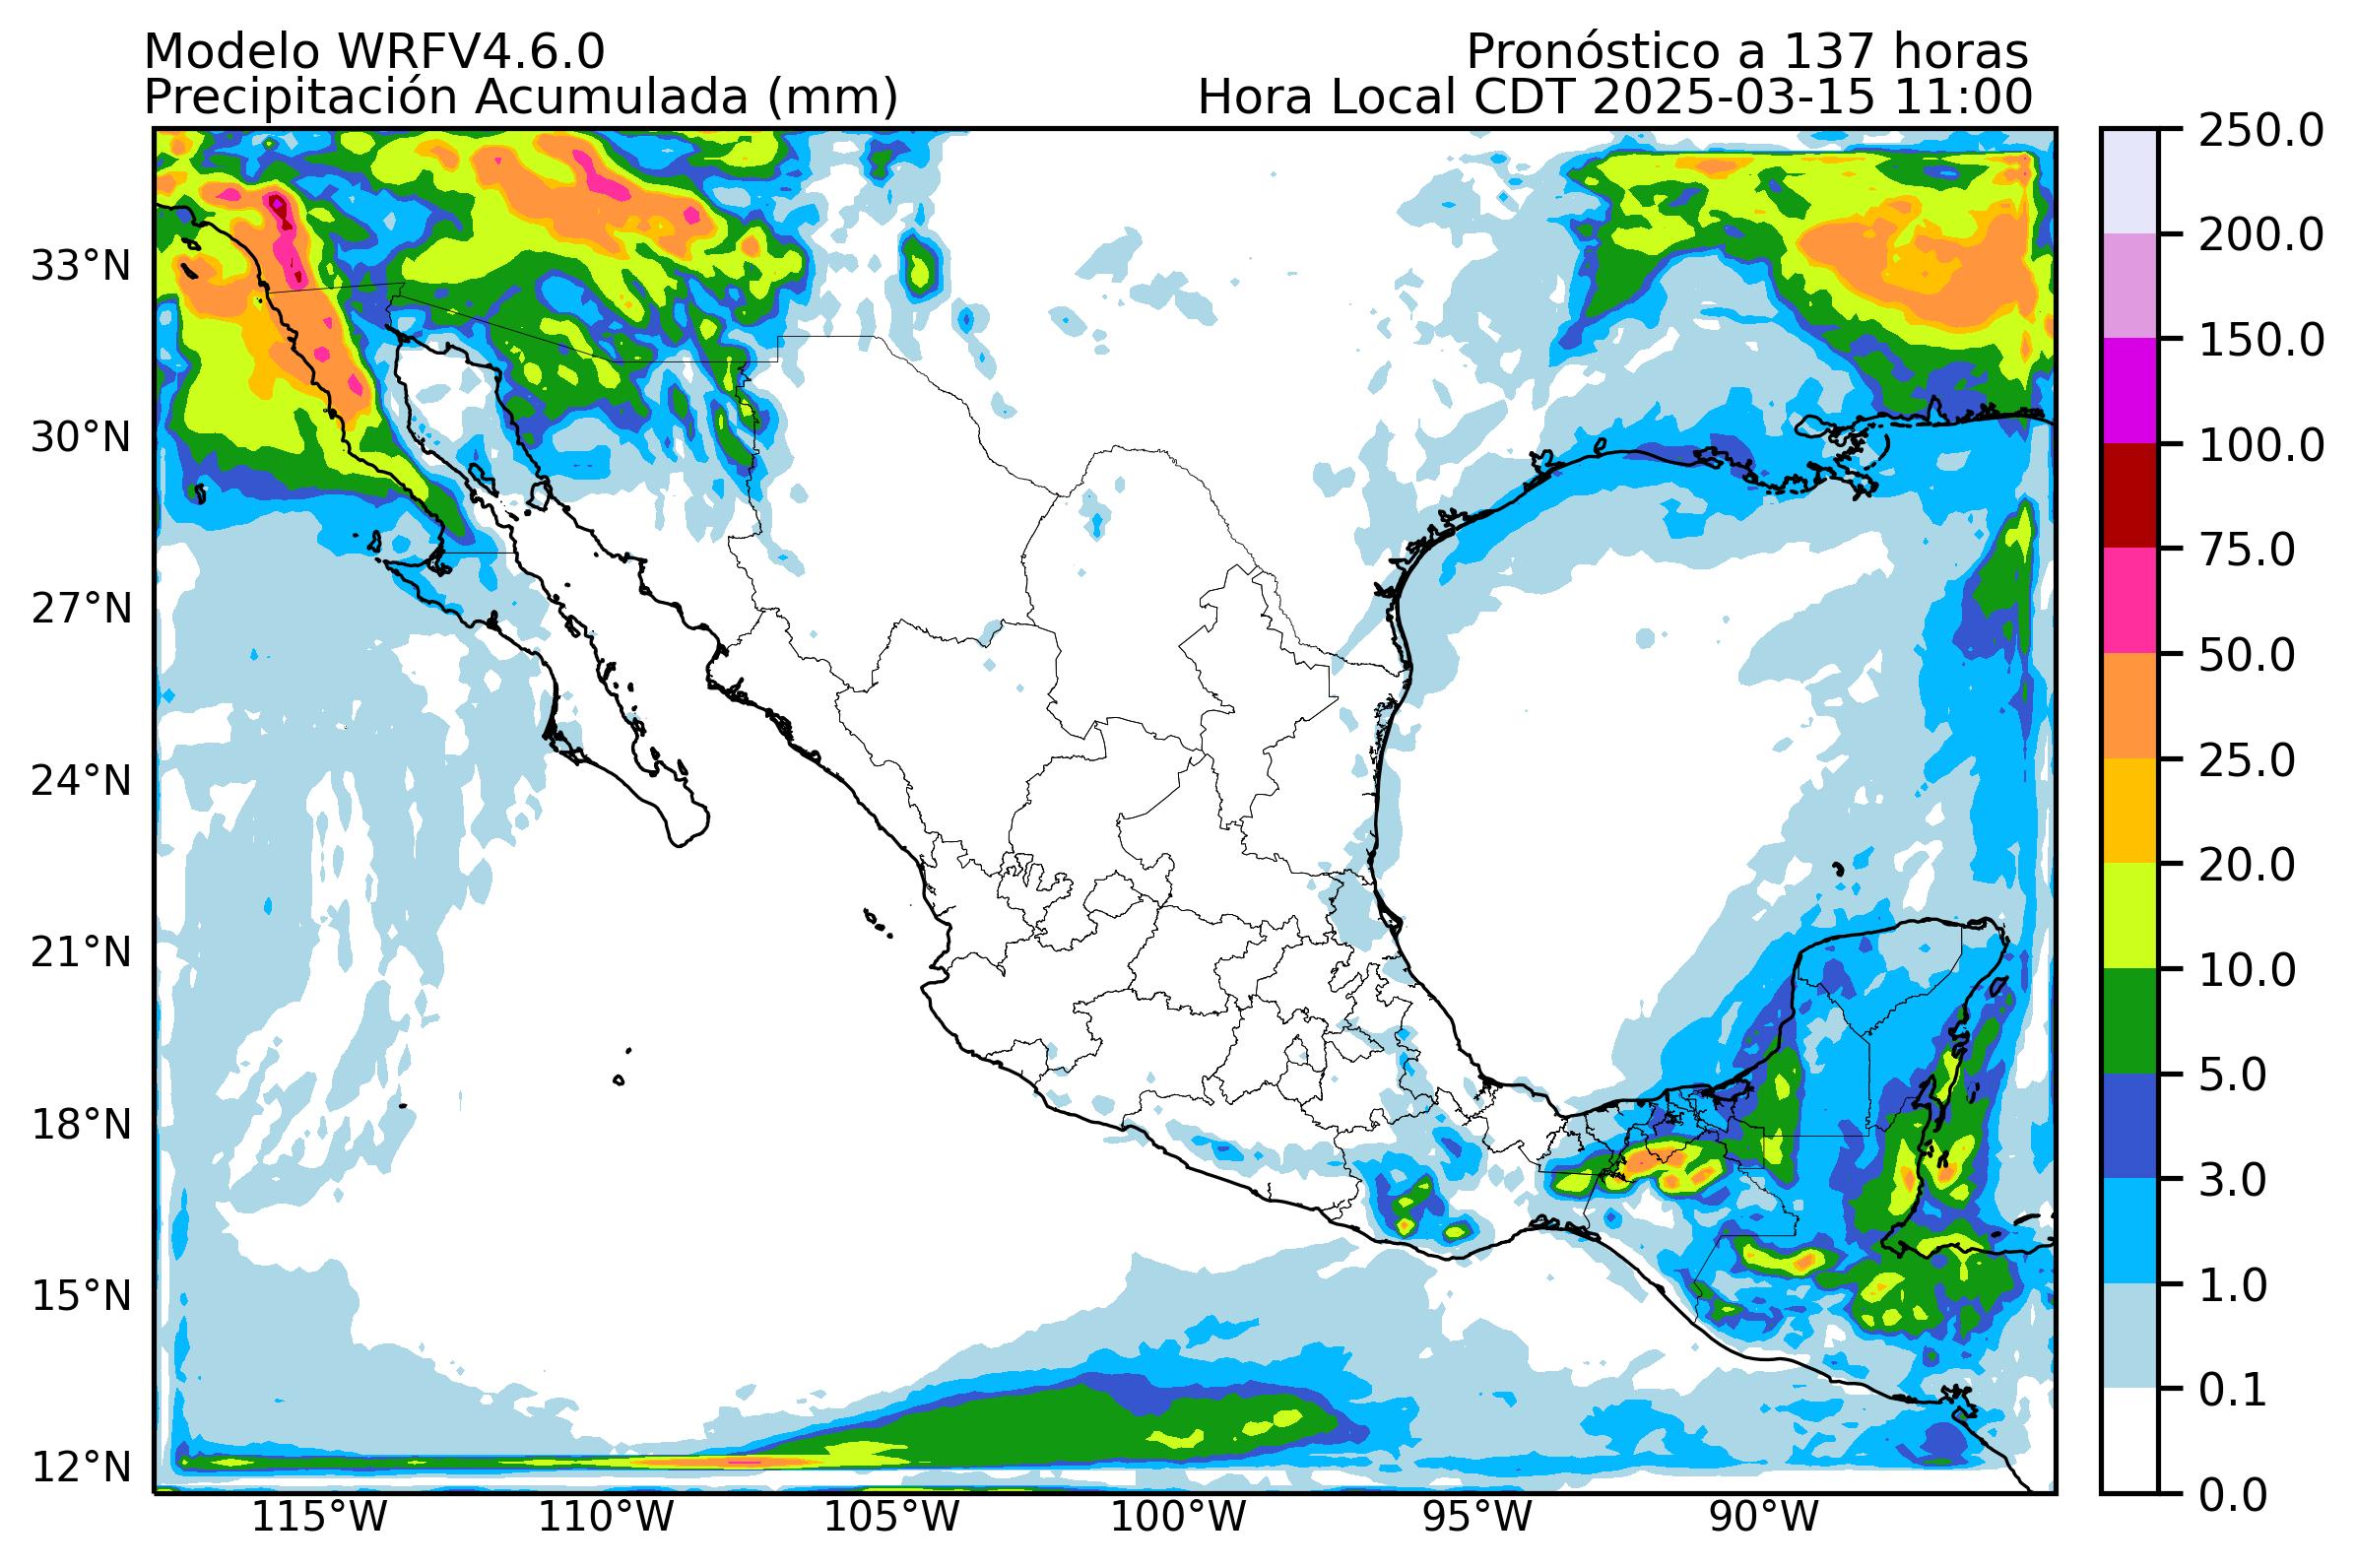 Modelo WRFV4.6.0
Pronóstico a 137 horas
Precipitación Acumulada (mm)
Hora Local CDT 2025-03-15 11:00
250.0
200.0
150.0
100.0
75.0
50.0
25.0
20.0
10.0
5.0
3.0
1.0
0.1
0.0
33°N
30°N
27°N
24°N
21°N
18°N
15°N
12°N
115°W
110°W
105°W
100°W
95°W
90°W